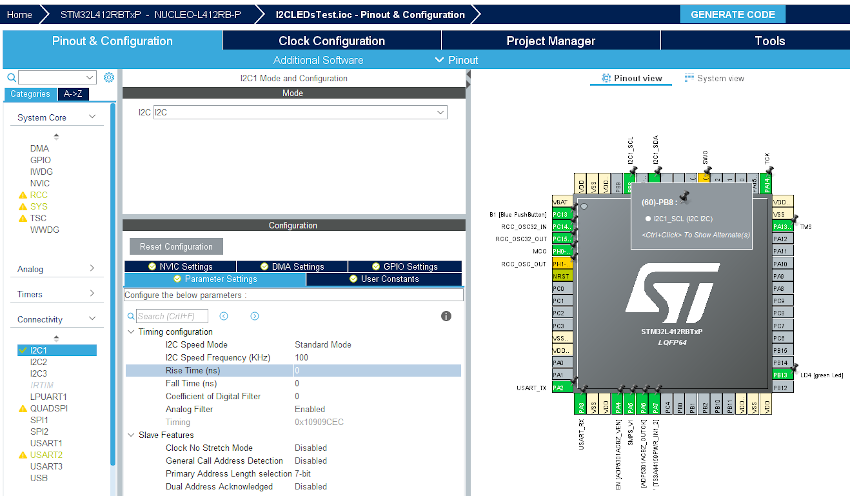 Home STM32L412RBTxP - NUCLEO-L412RB-P I2CLEDsTest.ioc - Pinout & Configuration GENERATE CODE
Pinout & Configuration Clock Configuration Project Manager Tools
Additional Software Pinout
I2C1 Mode and Configuration
Pinout view System view
Categories A->Z
Mode
System Core
I2C I2C
DMA
GPIO
IWDG
NVIC
RCC
SYS
TSC
WWDG
Analog
Timers
Connectivity
I2C1
I2C2
I2C3
IRTIM
LPUART1
QUADSPI
SPI1
SPI2
USART1
USART2
USART3
USB
Configuration
Reset Configuration
NVIC Settings DMA Settings GPIO Settings
Parameter Settings User Constants
Configure the below parameters :
Search (Ctrl+F)
Timing configuration
I2C Speed Mode Standard Mode
I2C Speed Frequency (KHz) 100
Rise Time (ns) 0
Fall Time (ns) 0
Coefficient of Digital Filter 0
Analog Filter Enabled
Timing 0x10909CEC
Slave Features
Clock No Stretch Mode Disabled
General Call Address Detection Disabled
Primary Address Length selection 7-bit
Dual Address Acknowledged Disabled
I2C1_SCL
I2C1_SDA
SWO
TCK
VDD
VSS
VDD
PB8
PA14
VBAT
PC13
PC14..
PC15..
PH0-..
PH1-..
NRST
PC0
PC1
PC2
PC3
VSS..
VDD..
PA0
PA1
PA2
B1 [Blue PushButton]
RCC_OSC32_IN
RCC_OSC32_OUT
MCO
RCC_OSC_OUT
USART_TX
(60)-PB8 :
I2C1_SCL (I2C I2C)
<Ctrl+Click> To Show Alternate(s)
ST
STM32L412RBTxP
LQFP64
VDD..
VSS
PA13..
PA12
PA11
PA10
PA9
PA8
PC9
PC8
PC7
PC6
PB15
PB14
PB13
PB12
TMS
LD4 [green Led]
PA3
VSS
VDD
PA4
PA5
PA6
PA7
PC4
PC5
PB0
PB1
PB2
PB10
PB11
VSS
VDD
USART_RX
SMPS_V1